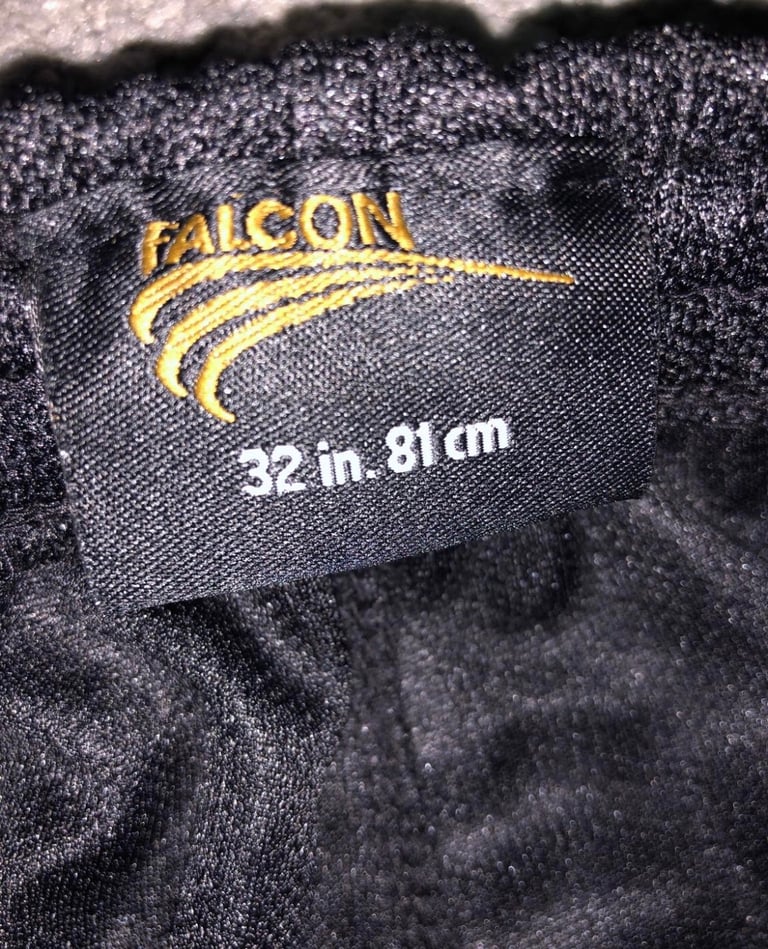 FALCON
32 in. 81 cm